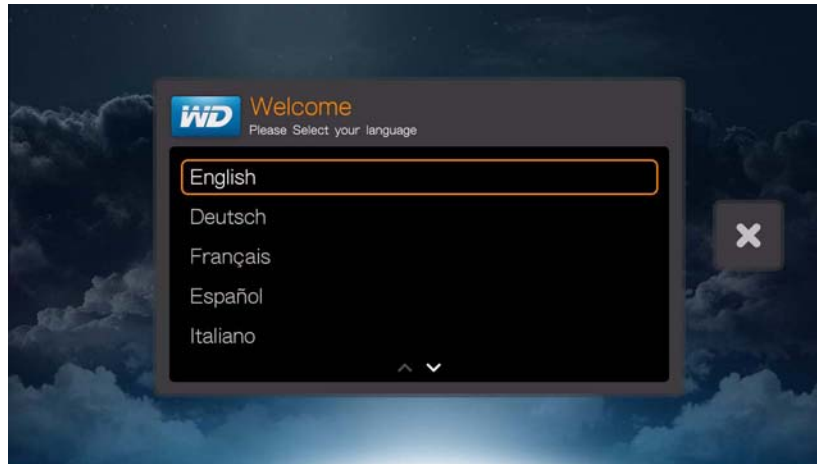 WD
Welcome
Please Select your language
English
Deutsch
Français
Español
Italiano